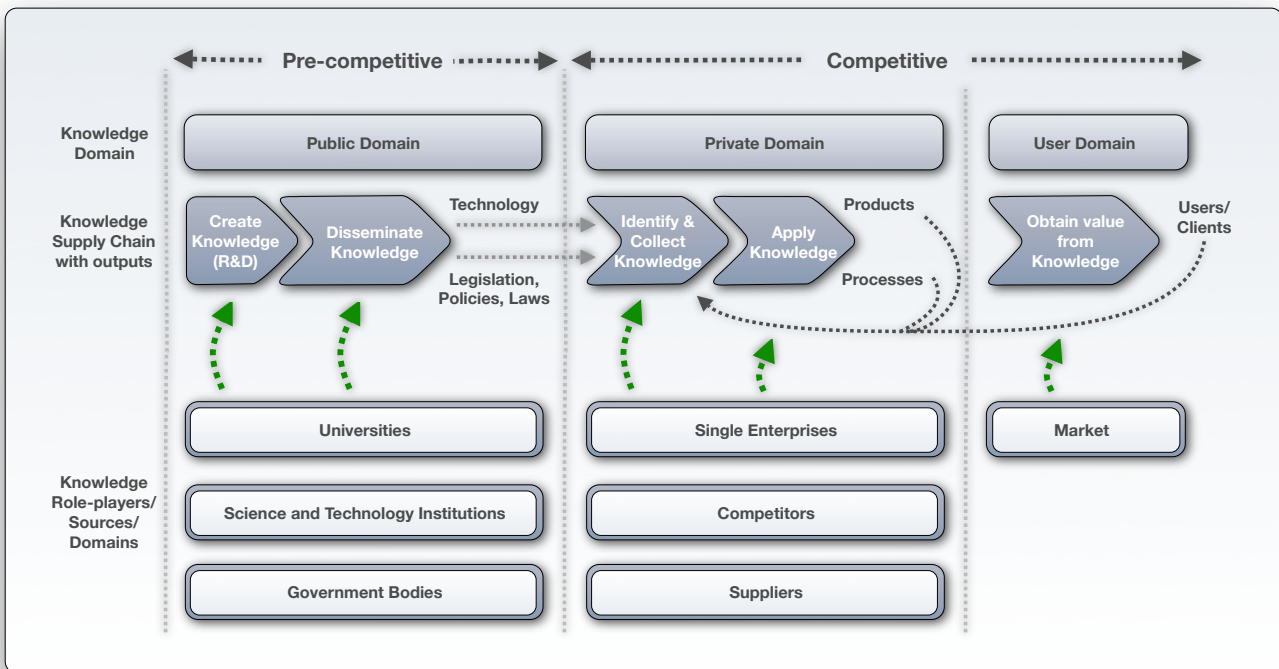 Pre-competitive
Competitive
Knowledge
Domain
Public Domain
Private Domain
User Domain
Knowledge
Supply Chain
with outputs
Create
Knowledge
(R&D)
Disseminate
Knowledge
Technology
Legislation,
Policies, Laws
Identify &
Collect
Knowledge
Apply
Knowledge
Products
Processes
Obtain value
from
Knowledge
Users/
Clients
Knowledge
Role-players/
Sources/
Domains
Universities
Single Enterprises
Market
Science and Technology Institutions
Competitors
Government Bodies
Suppliers